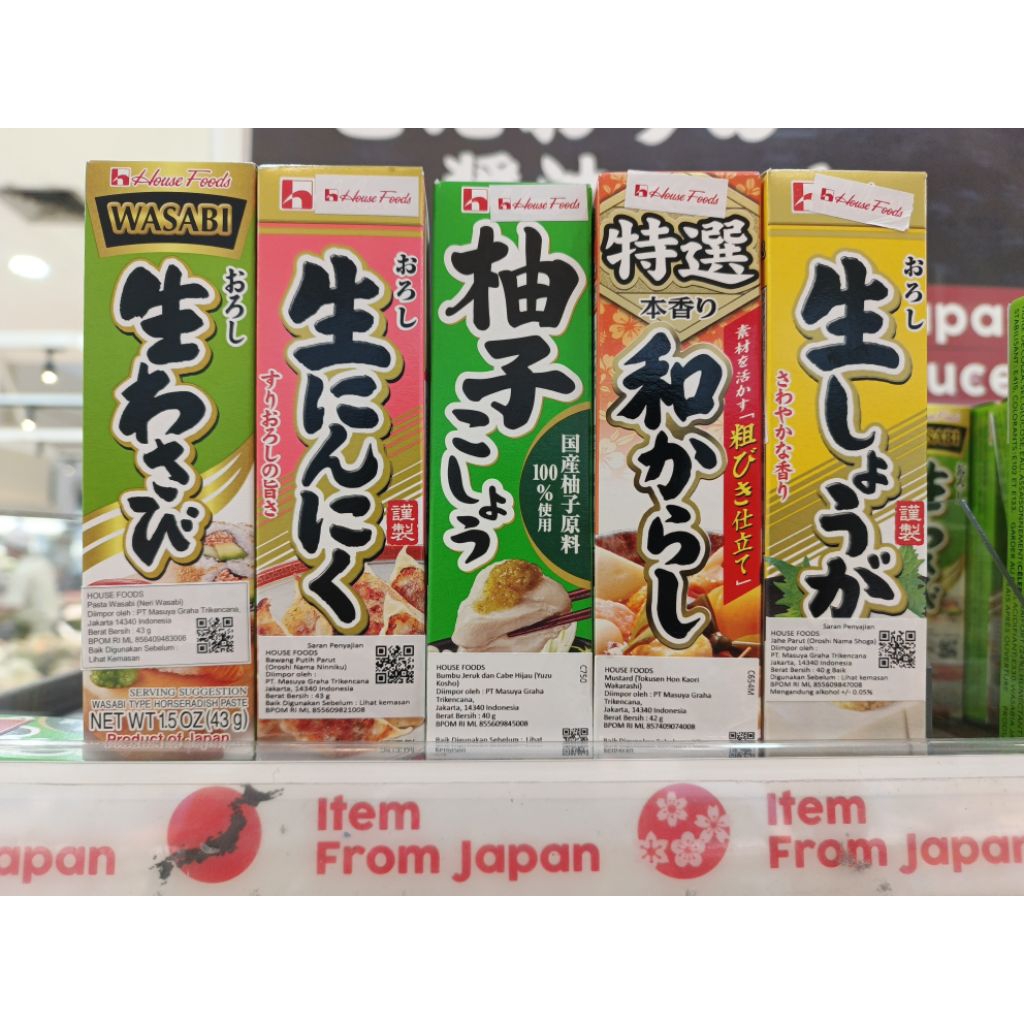 醤油
House Foods
WASABI
おろし
生わさび
HOUSE FOODS
Pasta Wasabi (Neri Wasabi)
Diimpor oleh : PT Masuya Graha Trikencana,
Jakarta 14340 Indonesia
Berat Bersih : 43 g
BPOM RI ML 856409483006
Baik Digunakan Sebelum :
Lihat Kemasan
SERVING SUGGESTION
WASABI TYPE HORSERADISH PASTE
NET WT 1.5 OZ (43 g)
Product of Japan
House Foods
おろし
生にんにく
すりおろしの旨さ
謹製
Saran Penyajian
HOUSE FOODS
Bawang Putih Parut
(Oroshi Nama Ninniku)
Diimpor oleh :
PT. Masuya Graha Trikencana
Jakarta, 14340 Indonesia
Berat Bersih : 43 g
Baik Digunakan Sebelum : Lihat kemasan
BPOM RI ML 855609821008
House Foods
柚子こしょう
国産柚子原料
100%使用
HOUSE FOODS
Bumbu Jeruk dan Cabe Hijau (Yuzu
Kosho)
Diimpor oleh : PT Masuya Graha
Trikencana,
Jakarta, 14340 Indonesia
Berat Bersih : 40 g
BPOM RI ML 855609845008
Baik Digunakan Sebelum : Lihat
Kemasan
C750
House Foods
特選
本香り
和からし
素材を活かす「粗びき仕立て」
HOUSE FOODS
Mustard (Tokusen Hon Kaori
Wakarashi)
Diimpor oleh : PT. Masuya Graha
Trikencana,
Jakarta, 14340 Indonesia
Berat Bersih : 42 g
BPOM RI ML 857409074008
C654M
House Foods
おろし
生しょうが
さわやかな香り
謹製
Saran Penyajian
HOUSE FOODS
Jahe Parut (Oroshi Nama Shoga)
Diimpor oleh :
PT. Masuya Graha Trikencana,
Jakarta, 14340 Indonesia
Berat Bersih : 40 g Baik
Digunakan Sebelum : Lihat kemasan
BPOM RI ML 855609847008
Mengandung alkohol +/- 0.05%
WASABI
apan
Item
From Japan
Item
From Japan